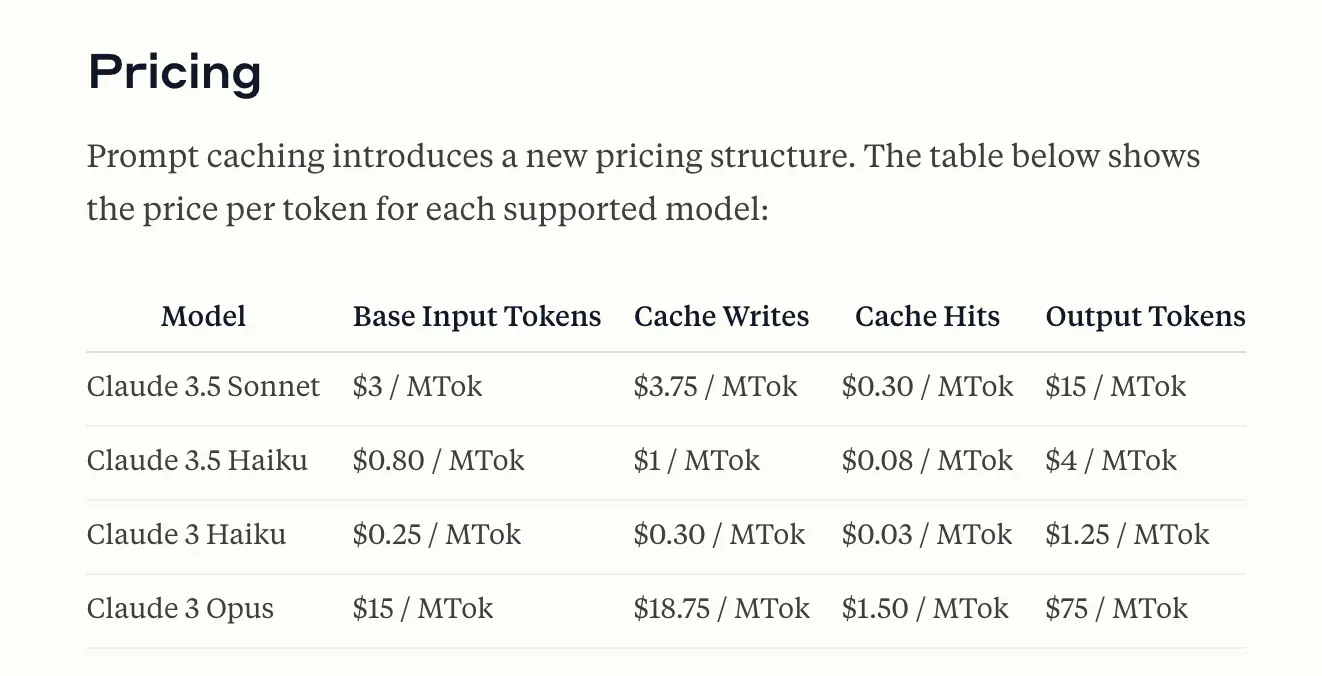 Pricing
Prompt caching introduces a new pricing structure. The table below shows
the price per token for each supported model:
Model Base Input Tokens Cache Writes Cache Hits Output Tokens
Claude 3.5 Sonnet $3 / MTok $3.75 / MTok $0.30 / MTok $15 / MTok
Claude 3.5 Haiku $0.80 / MTok $1 / MTok $0.08 / MTok $4 / MTok
Claude 3 Haiku $0.25 / MTok $0.30 / MTok $0.03 / MTok $1.25 / MTok
Claude 3 Opus $15 / MTok $18.75 / MTok $1.50 / MTok $75 / MTok